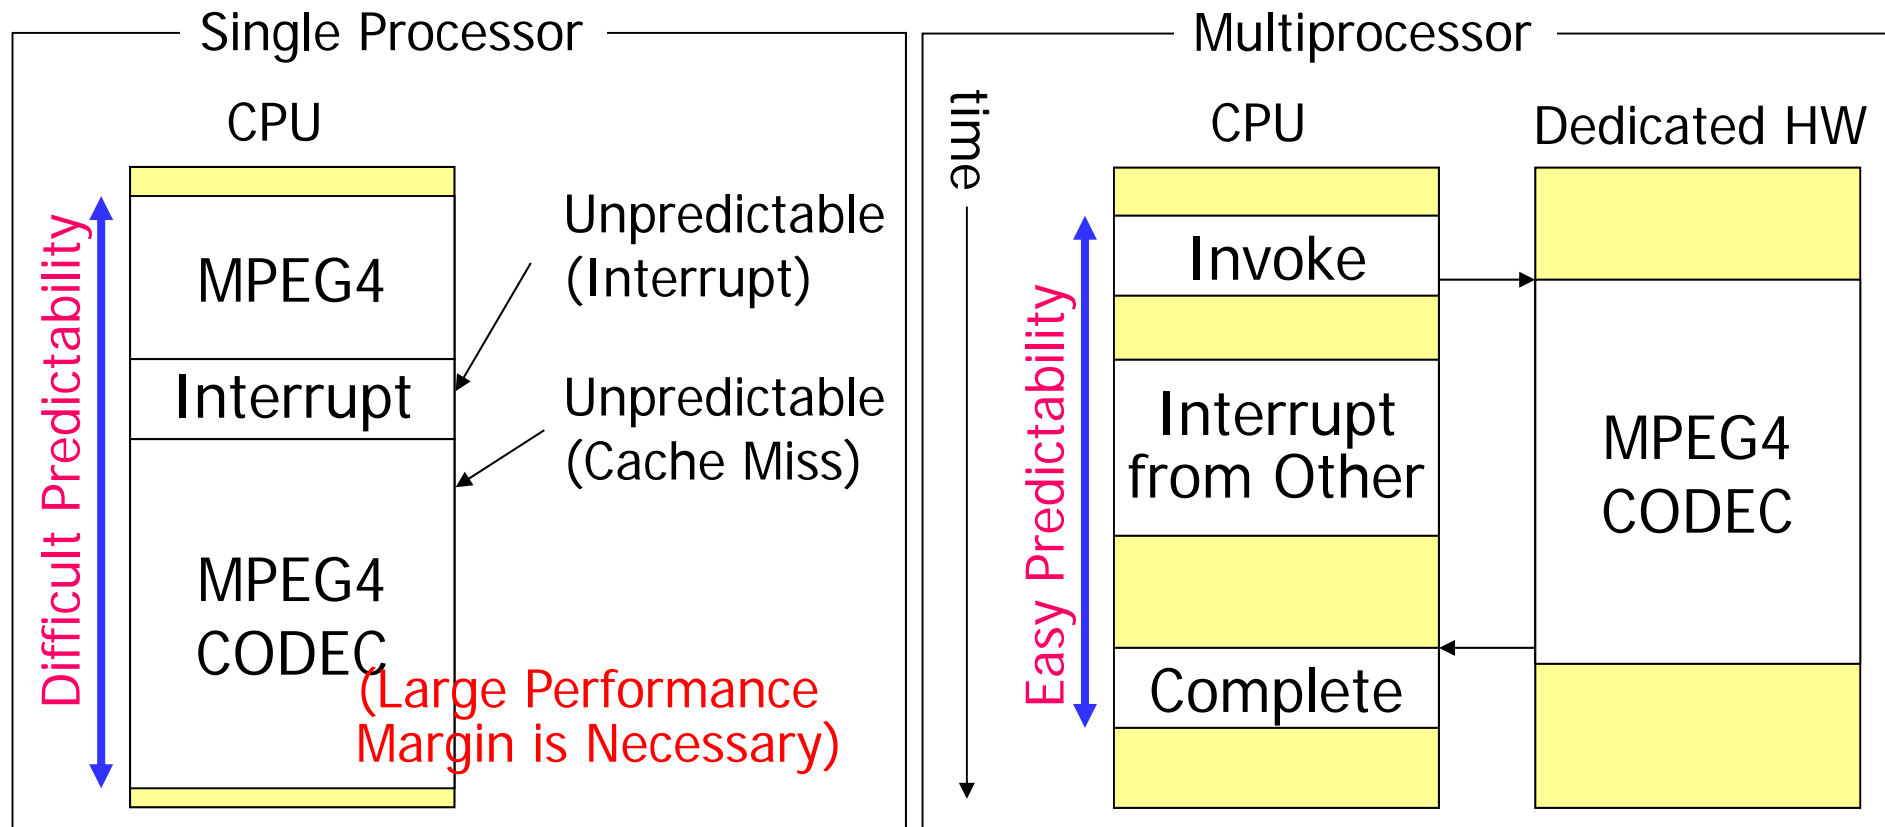 Single Processor
CPU
Difficult Predictability
MPEG4
Interrupt
MPEG4
CODEC
Unpredictable
(Interrupt)
Unpredictable
(Cache Miss)
(Large Performance
Margin is Necessary)
Multiprocessor
time
CPU
Dedicated HW
Easy Predictability
Invoke
Interrupt
from Other
Complete
MPEG4
CODEC